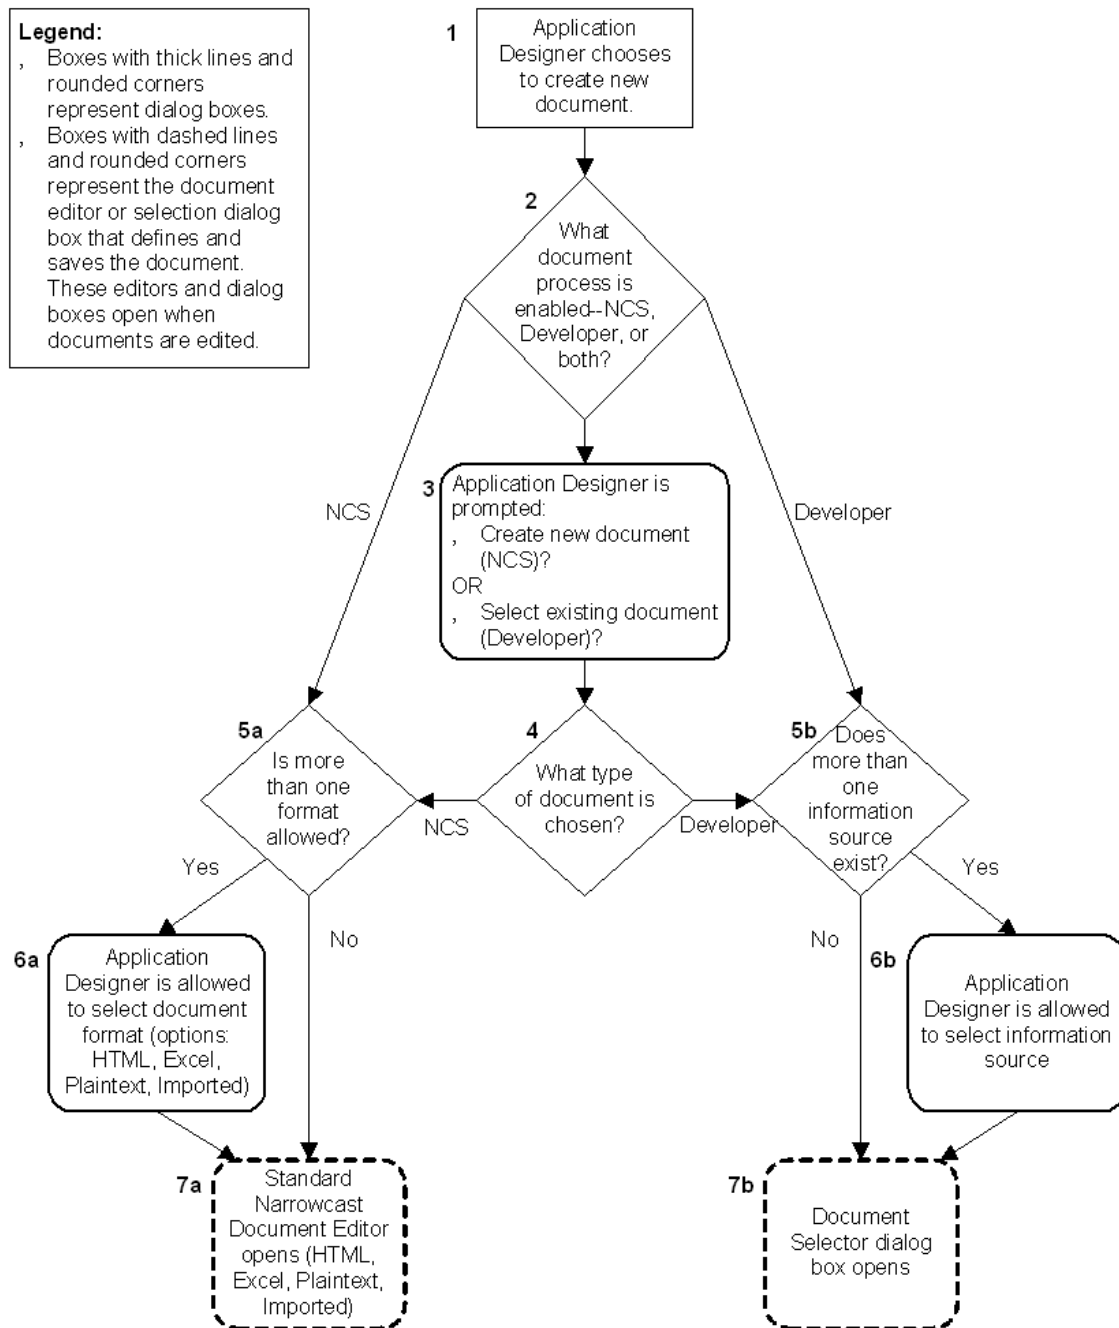 Legend:
, Boxes with thick lines and
rounded corners
represent dialog boxes.
, Boxes with dashed lines
and rounded corners
represent the document
editor or selection dialog
box that defines and
saves the document.
These editors and dialog
boxes open when
documents are edited.
1
Application
Designer chooses
to create new
document.
2
What
document
process is
enabled--NCS,
Developer, or
both?
NCS
Developer
3
Application Designer is
prompted:
, Create new document
(NCS)?
OR
, Select existing document
(Developer)?
5a
Is more
than one
format
allowed?
4
What type
of document is
chosen?
NCS
Developer
5b
Does
more than
one
information
source
exist?
Yes
No
No
Yes
6a
Application
Designer is allowed
to select document
format (options:
HTML, Excel,
Plaintext, Imported)
6b
Application
Designer is allowed
to select information
source
7a
Standard
Narrowcast
Document Editor
opens (HTML,
Excel, Plaintext,
Imported)
7b
Document
Selector dialog
box opens